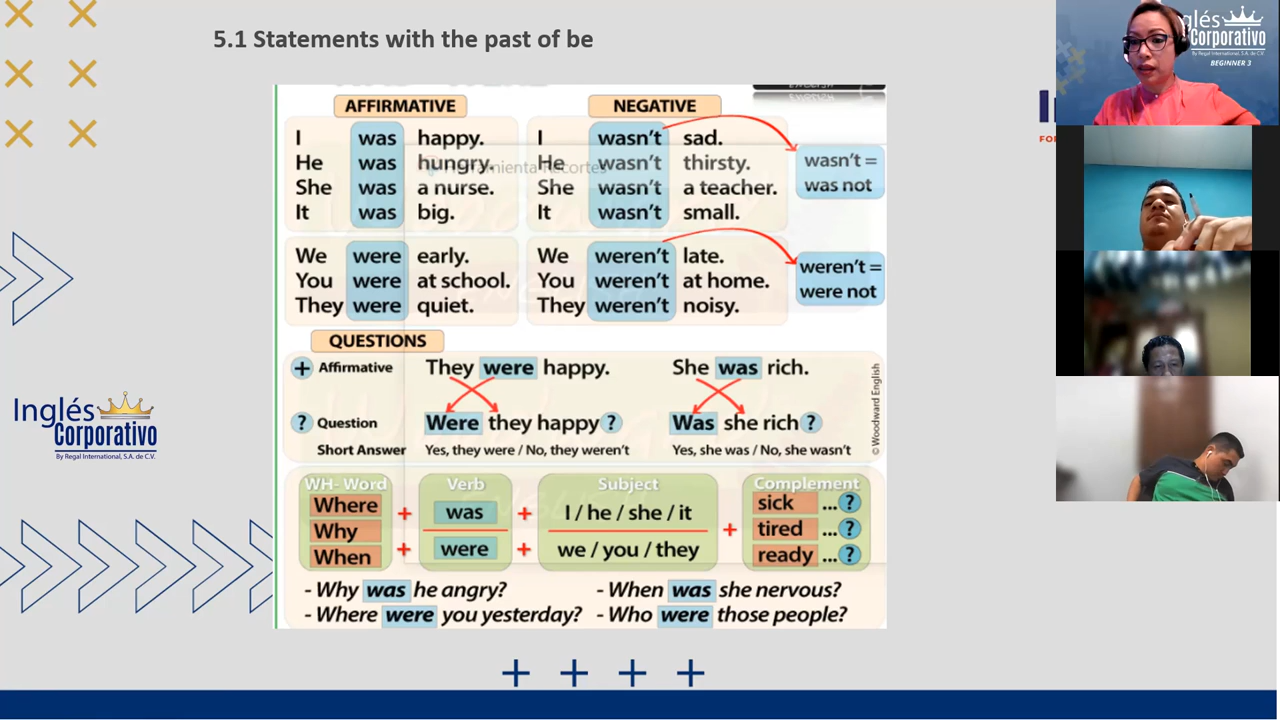 5.1 Statements with the past of be
AFFIRMATIVE
I was happy.
He was hungry.
She was a nurse.
It was big.
We were early.
You were at school.
They were quiet.
NEGATIVE
I wasn't sad.
He wasn't thirsty.
She wasn't a teacher.
It wasn't small.
We weren't late.
You weren't at home.
They weren't noisy.
wasn't =
was not
weren't =
were not
Herramienta Recortes
QUESTIONS
+ Affirmative They were happy. She was rich.
? Question Were they happy ? Was she rich ?
Short Answer Yes, they were / No, they weren't Yes, she was / No, she wasn't
© Woodward English
WH- Word Verb Subject Complement
Where
Why
When
+ was + I / he / she / it
+ were + we / you / they
+
sick ...?
tired ...?
ready ...?
- Why was he angry? - When was she nervous?
- Where were you yesterday? - Who were those people?
Inglés
Corporativo
By Regal International, S.A. de C.V.
glés
Corporativo
By Regal International, S.A. de C.V.
BEGINNER 3